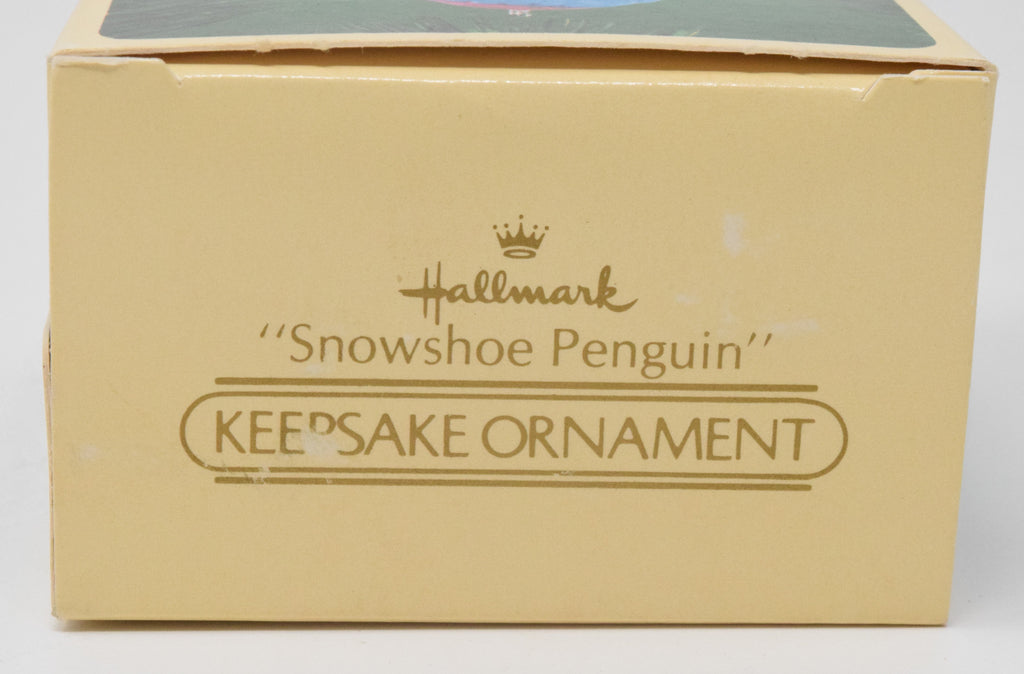 Hallmark
"Snowshoe Penguin"
KEEPSAKE ORNAMENT